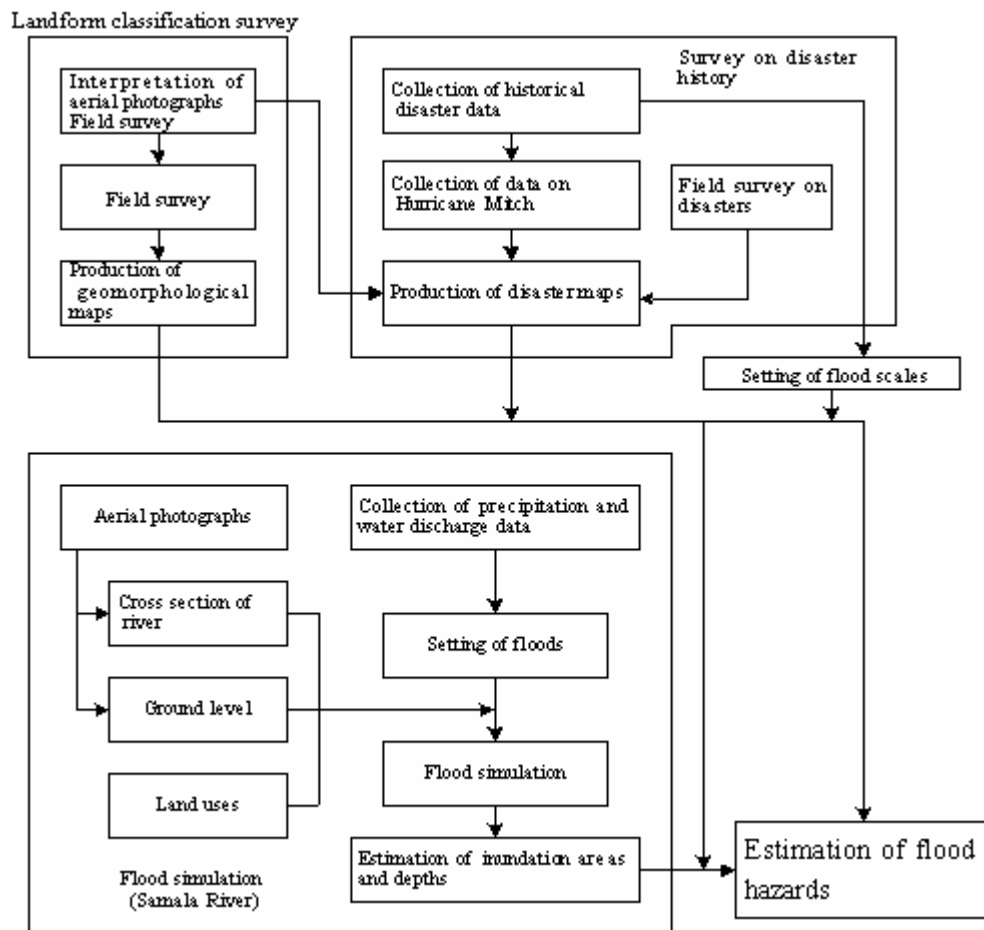 Landform classification survey
Interpretation of
aerial photographs
Field survey
Field survey
Production of
geomorphological
maps
Survey on disaster
history
Collection of historical
disaster data
Collection of data on
Hurricane Mitch
Field survey on
disasters
Production of disaster maps
Setting of flood scales
Aerial photographs
Cross section of
river
Ground level
Land uses
Flood simulation
(Samala River)
Collection of precipitation and
water discharge data
Setting of floods
Flood simulation
Estimation of inundation areas
and depths
Estimation of flood
hazards